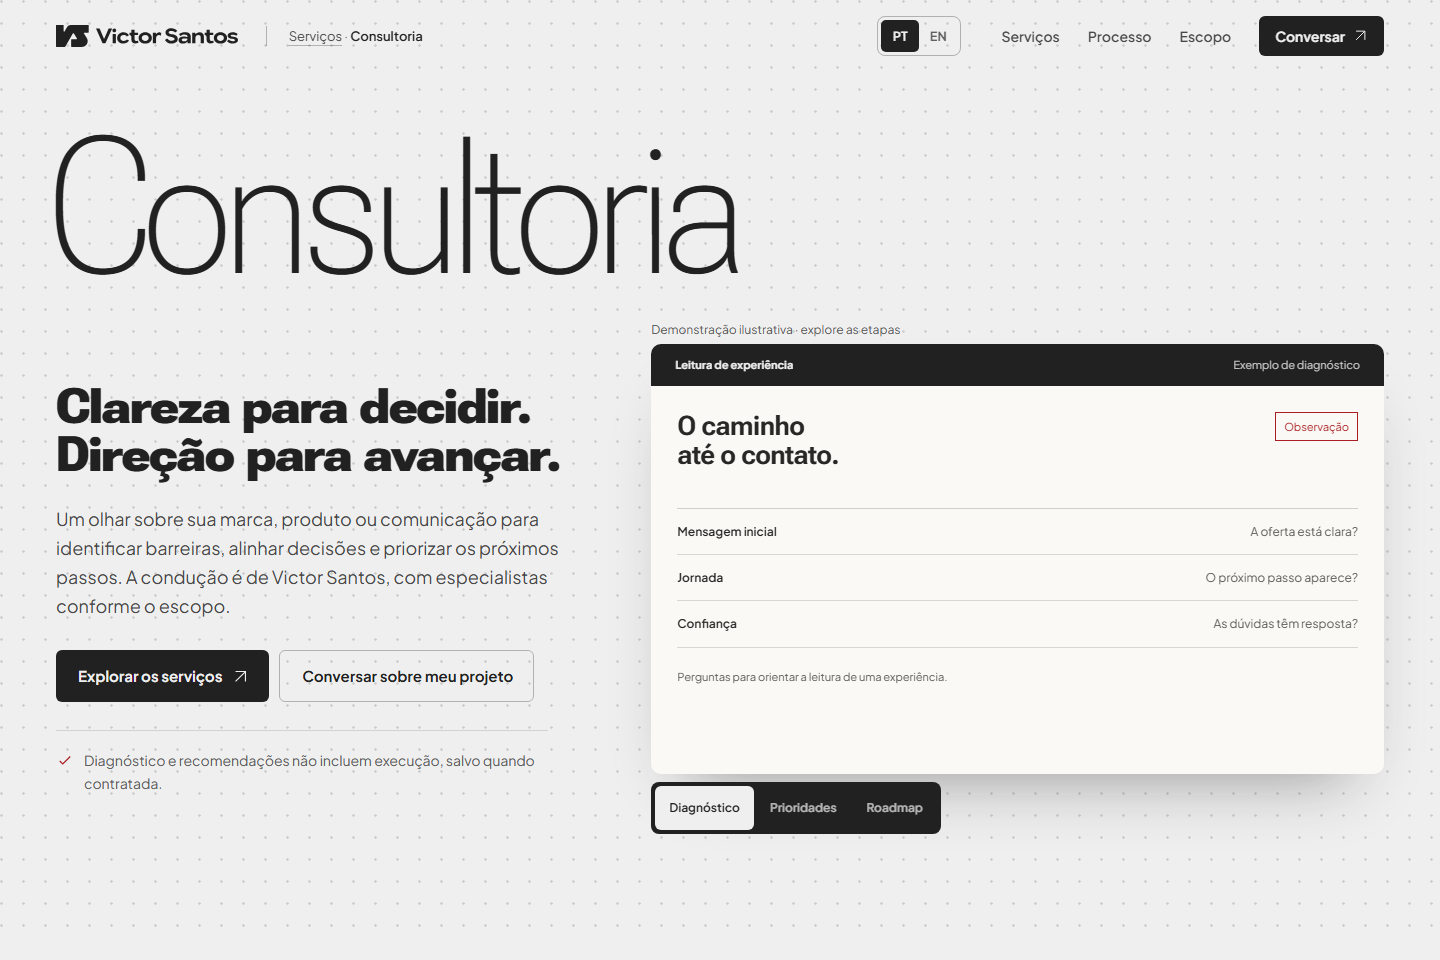 VS Victor Santos
Serviços · Consultoria
PT EN
Serviços Processo Escopo Conversar
Consultoria
Clareza para decidir.
Direção para avançar.
Um olhar sobre sua marca, produto ou comunicação para
identificar barreiras, alinhar decisões e priorizar os próximos
passos. A condução é de Victor Santos, com especialistas
conforme o escopo.
Explorar os serviços Conversar sobre meu projeto
Diagnóstico e recomendações não incluem execução, salvo quando
contratada.
Demonstração ilustrativa · explore as etapas
Leitura de experiência Exemplo de diagnóstico
O caminho
até o contato.
Observação
Mensagem inicial A oferta está clara?
Jornada O próximo passo aparece?
Confiança As dúvidas têm resposta?
Perguntas para orientar a leitura de uma experiência.
Diagnóstico Prioridades Roadmap